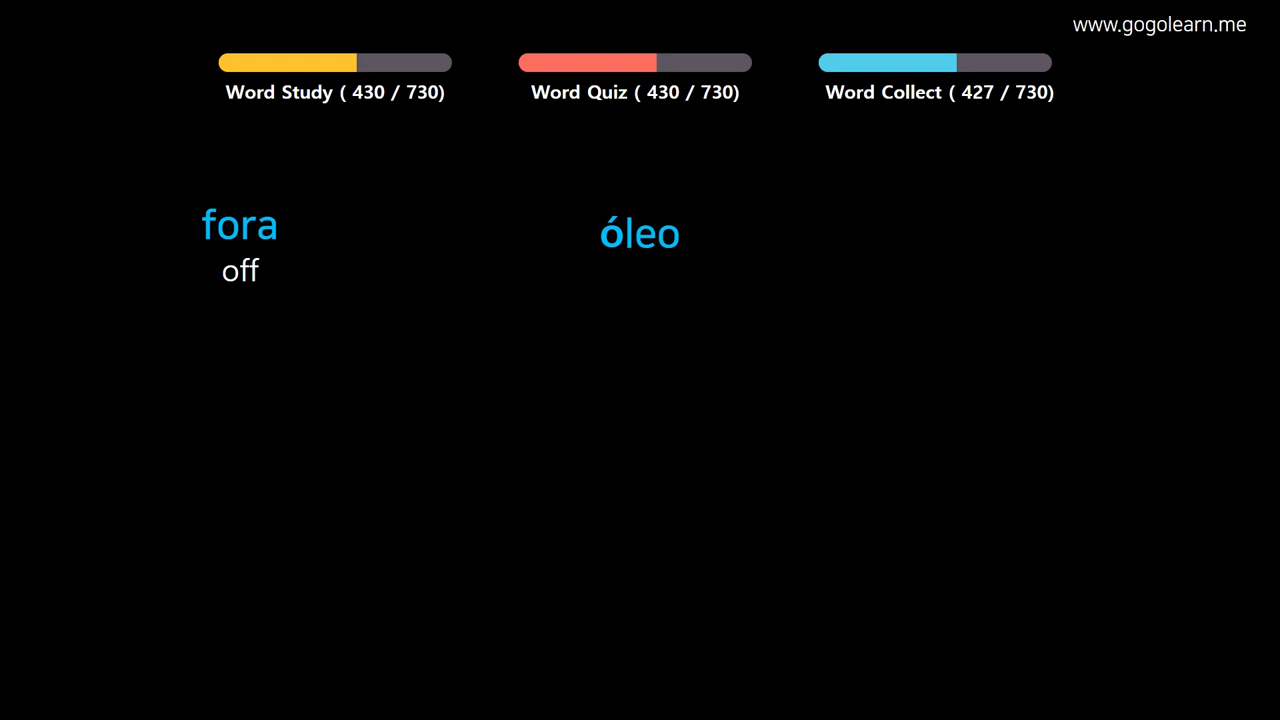 www.gogolearn.me
Word Study ( 430 / 730)
Word Quiz ( 430 / 730)
Word Collect ( 427 / 730)
fora
off
óleo